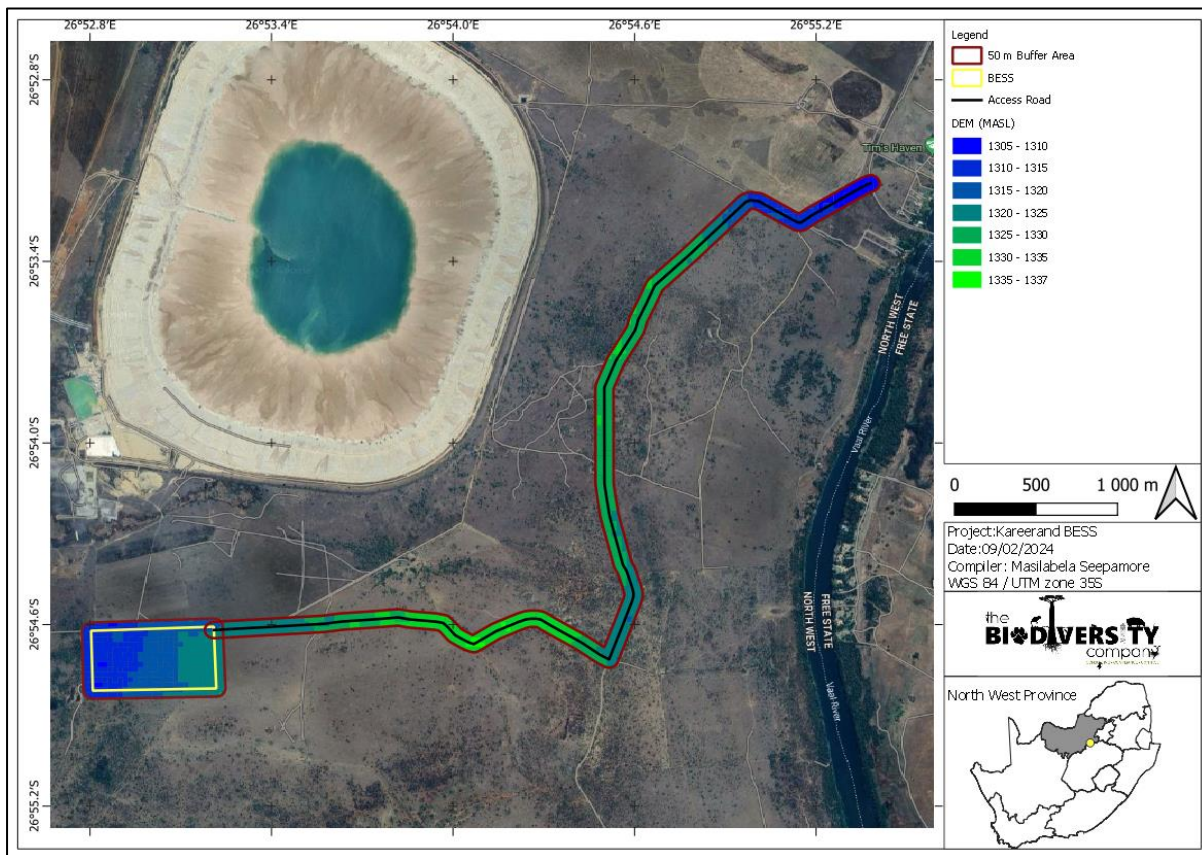 26°52.8'E
26°53.4'E
26°54.0'E
26°54.6'E
26°55.2'E
26°52.8'S
26°53.4'S
26°54.0'S
26°54.6'S
26°55.2'S
Tim's Haven
NORTH WEST
FREE STATE
Vaal River
FREE STATE
NORTH WEST
Vaal River
Legend
50 m Buffer Area
BESS
Access Road
DEM (MASL)
1305 - 1310
1310 - 1315
1315 - 1320
1320 - 1325
1325 - 1330
1330 - 1335
1335 - 1337
0 500 1 000 m
Project:Kareerand BESS
Date:09/02/2024
Compiler: Masilabela Seepamore
WGS 84 / UTM zone 35S
the
BIODIVERSITY
company
North West Province